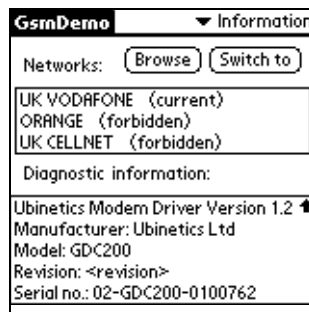 GsmDemo ▼ Information
Networks: Browse Switch to
UK VODAFONE (current)
ORANGE (forbidden)
UK CELLNET (forbidden)
Diagnostic information:
Ubinetics Modem Driver Version 1.2
Manufacturer: Ubinetics Ltd
Model: GDC200
Revision: <revision>
Serial no.: 02-GDC200-0100762